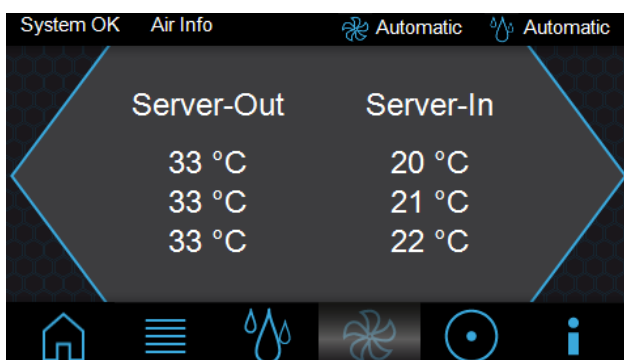 System OK Air Info Automatic Automatic
Server-Out Server-In
33 °C 20 °C
33 °C 21 °C
33 °C 22 °C